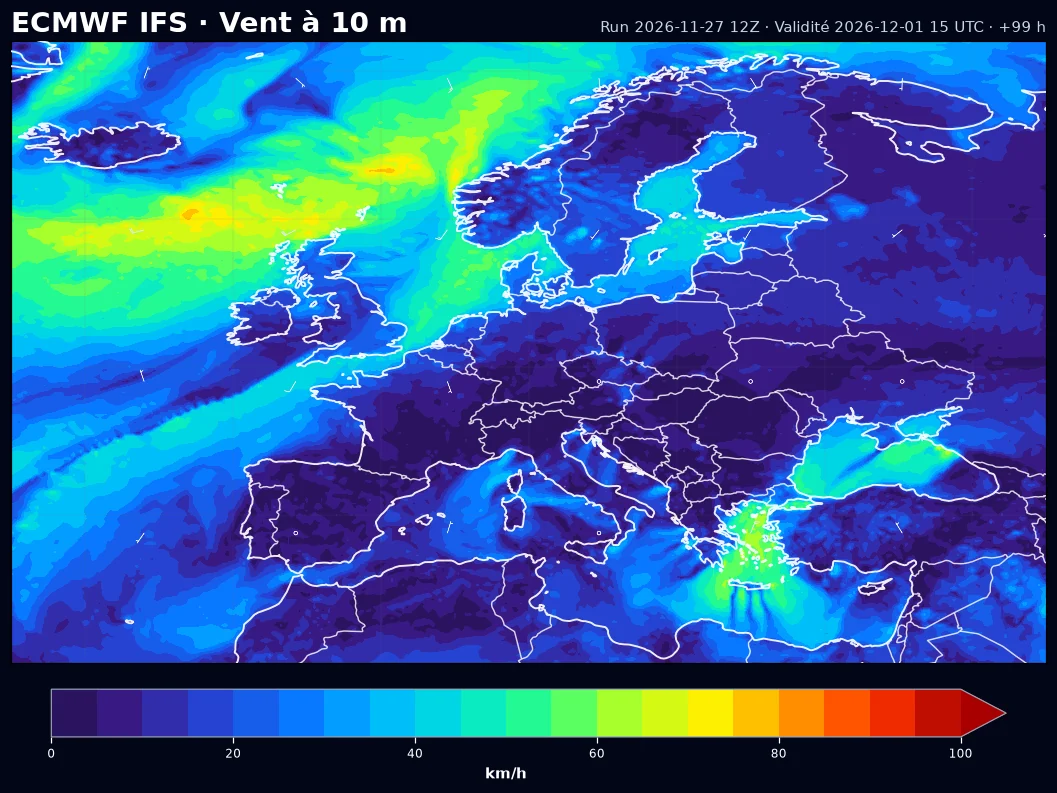 ECMWF IFS · Vent à 10 m
Run 2026-11-27 12Z · Validité 2026-12-01 15 UTC · +99 h
0 20 40 60 80 100
km/h